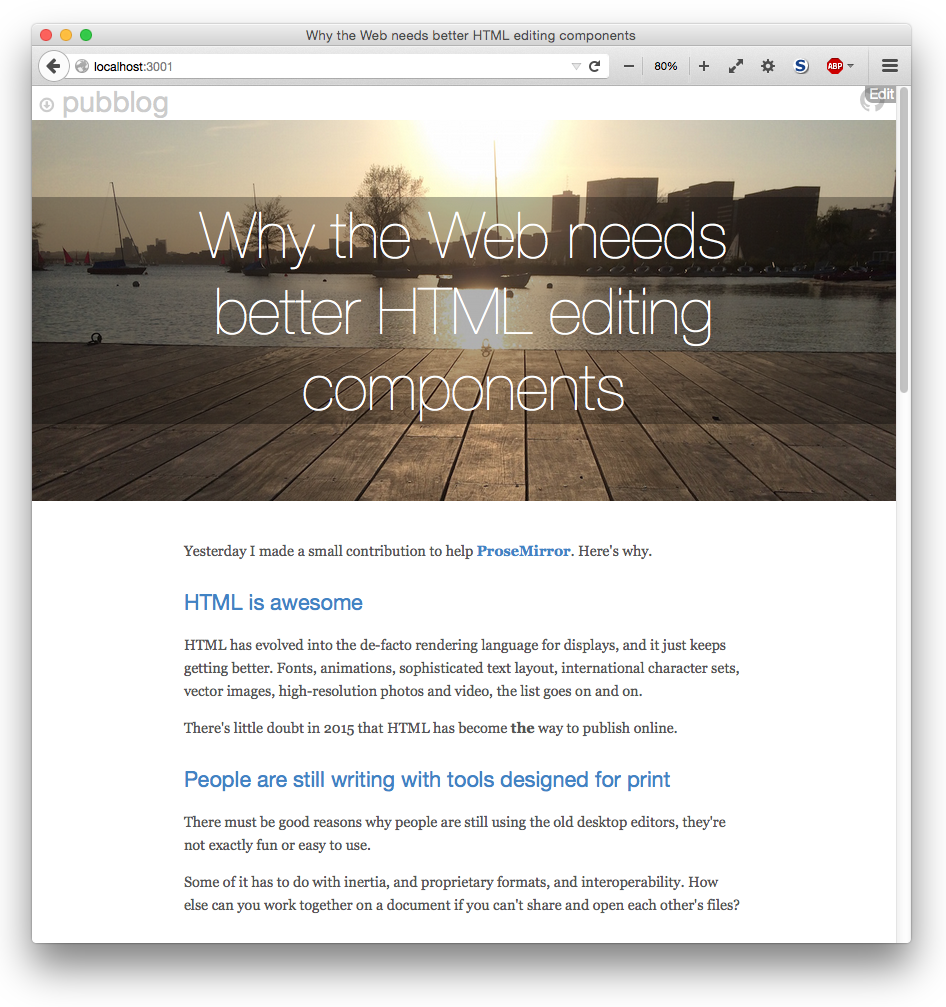 Why the Web needs better HTML editing components
localhost:3001
80%
ABP
S
pubblog
Edit
Why the Web needs
better HTML editing
components
Yesterday I made a small contribution to help ProseMirror. Here's why.
HTML is awesome
HTML has evolved into the de-facto rendering language for displays, and it just keeps
getting better. Fonts, animations, sophisticated text layout, international character sets,
vector images, high-resolution photos and video, the list goes on and on.
There's little doubt in 2015 that HTML has become the way to publish online.
People are still writing with tools designed for print
There must be good reasons why people are still using the old desktop editors, they're
not exactly fun or easy to use.
Some of it has to do with inertia, and proprietary formats, and interoperability. How
else can you work together on a document if you can't share and open each other's files?